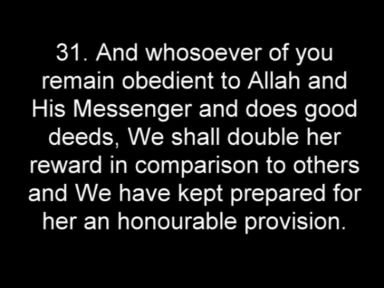 31. And whosoever of you
remain obedient to Allah and
His Messenger and does good
deeds, We shall double her
reward in comparison to others
and We have kept prepared for
her an honourable provision.